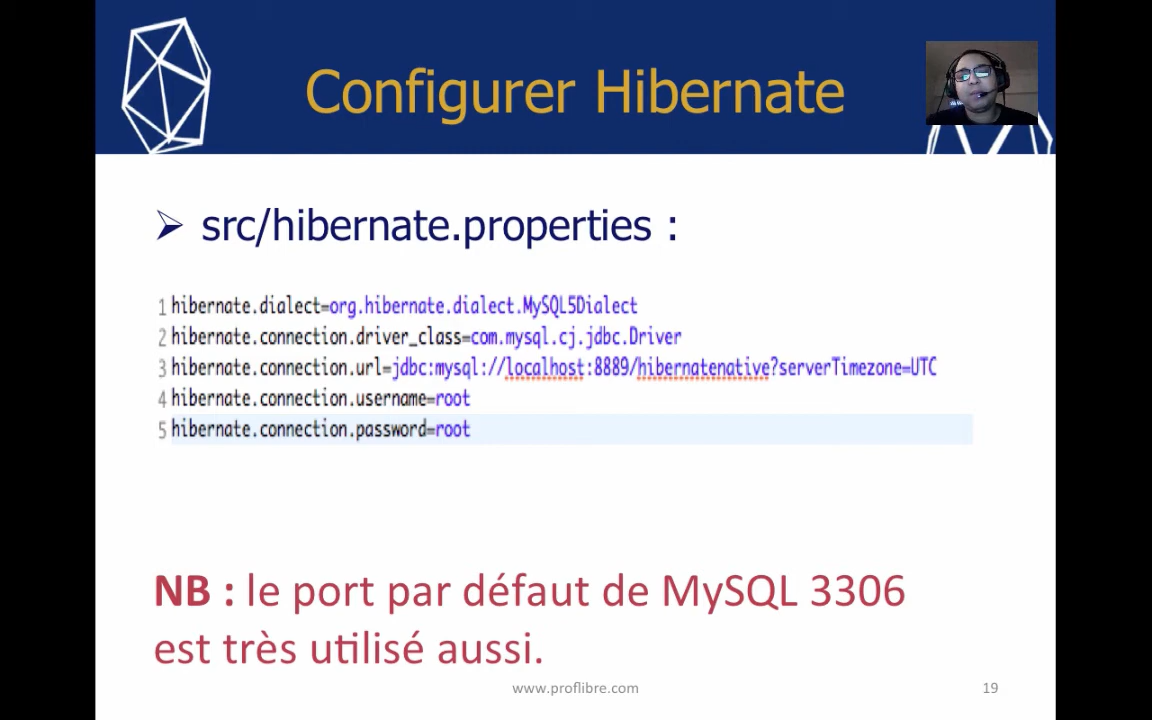 Configurer Hibernate
➢ src/hibernate.properties :
1 hibernate.dialect=org.hibernate.dialect.MySQL5Dialect
2 hibernate.connection.driver_class=com.mysql.cj.jdbc.Driver
3 hibernate.connection.url=jdbc:mysql://localhost:8889/hibernatenative?serverTimezone=UTC
4 hibernate.connection.username=root
5 hibernate.connection.password=root
NB : le port par défaut de MySQL 3306
est très utilisé aussi.
www.proflibre.com 19